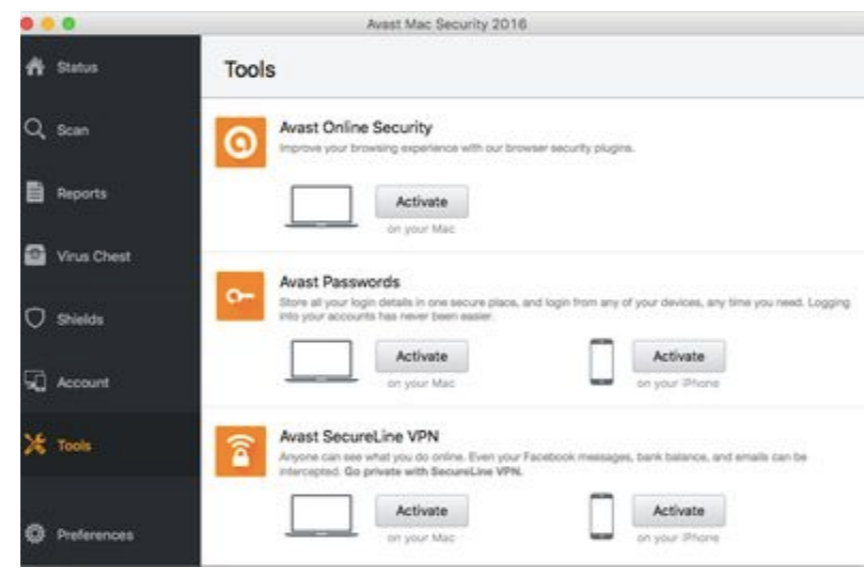 Avast Mac Security 2016
Status
Scan
Reports
Virus Chest
Shields
Account
Tools
Preferences
Tools
Avast Online Security
Improve your browsing experience with our browser security plugins.
Activate
on your Mac
Avast Passwords
Store all your login details in one secure place, and login from any of your devices, any time you need. Logging
into your accounts has never been easier.
Activate
on your Mac
Activate
on your iPhone
Avast SecureLine VPN
Anyone can see what you do online. Even your Facebook messages, bank balance, and emails can be
intercepted. Go private with SecureLine VPN.
Activate
on your Mac
Activate
on your iPhone